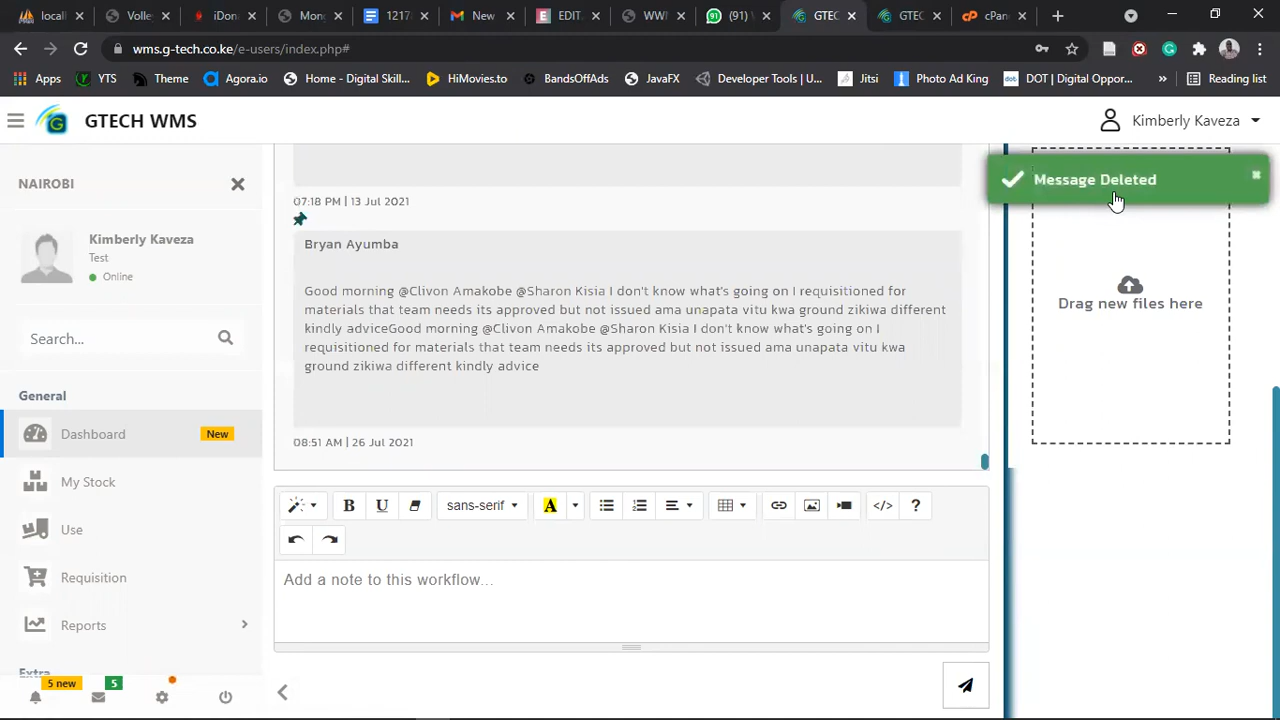 locali
Volle
iDona
Mong
1217
New
EDIT
WW
(91) V
GTEC
GTEC
cPane
wms.g-tech.co.ke/e-users/index.php#
Apps
YTS
Theme
Agora.io
Home - Digital Skill...
HiMovies.to
BandsOfAds
JavaFX
Developer Tools | U...
Jitsi
Photo Ad King
DOT | Digital Oppor...
»
Reading list
GTECH WMS
Kimberly Kaveza
NAIROBI
Message Deleted
07:18 PM | 13 Jul 2021
Kimberly Kaveza
Test
Online
Bryan Ayumba
Good morning @Clivon Amakobe @Sharon Kisia I don't know what's going on I requisitioned for
materials that team needs its approved but not issued ama unapata vitu kwa ground zikiwa different
kindly adviceGood morning @Clivon Amakobe @Sharon Kisia I don't know what's going on I
requisitioned for materials that team needs its approved but not issued ama unapata vitu kwa
ground zikiwa different kindly advice
08:51 AM | 26 Jul 2021
Drag new files here
Search...
General
Dashboard
New
My Stock
Use
Requisition
Reports
Extra
5 new
5
B U sans-serif A </> ?
Add a note to this workflow...